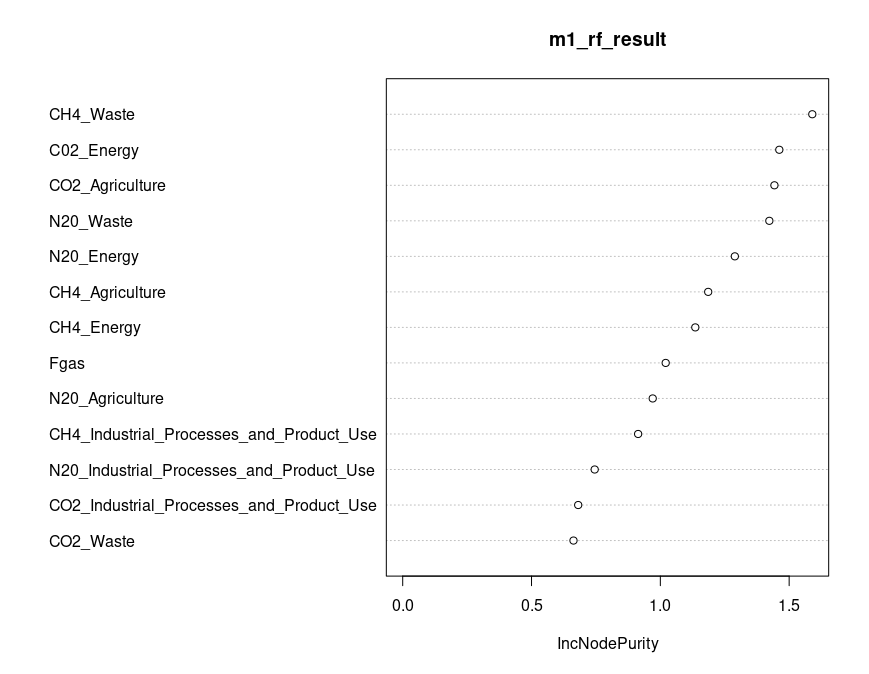 m1_rf_result
CH4_Waste
C02_Energy
CO2_Agriculture
N20_Waste
N20_Energy
CH4_Agriculture
CH4_Energy
Fgas
N20_Agriculture
CH4_Industrial_Processes_and_Product_Use
N20_Industrial_Processes_and_Product_Use
CO2_Industrial_Processes_and_Product_Use
CO2_Waste
0.0 0.5 1.0 1.5
IncNodePurity